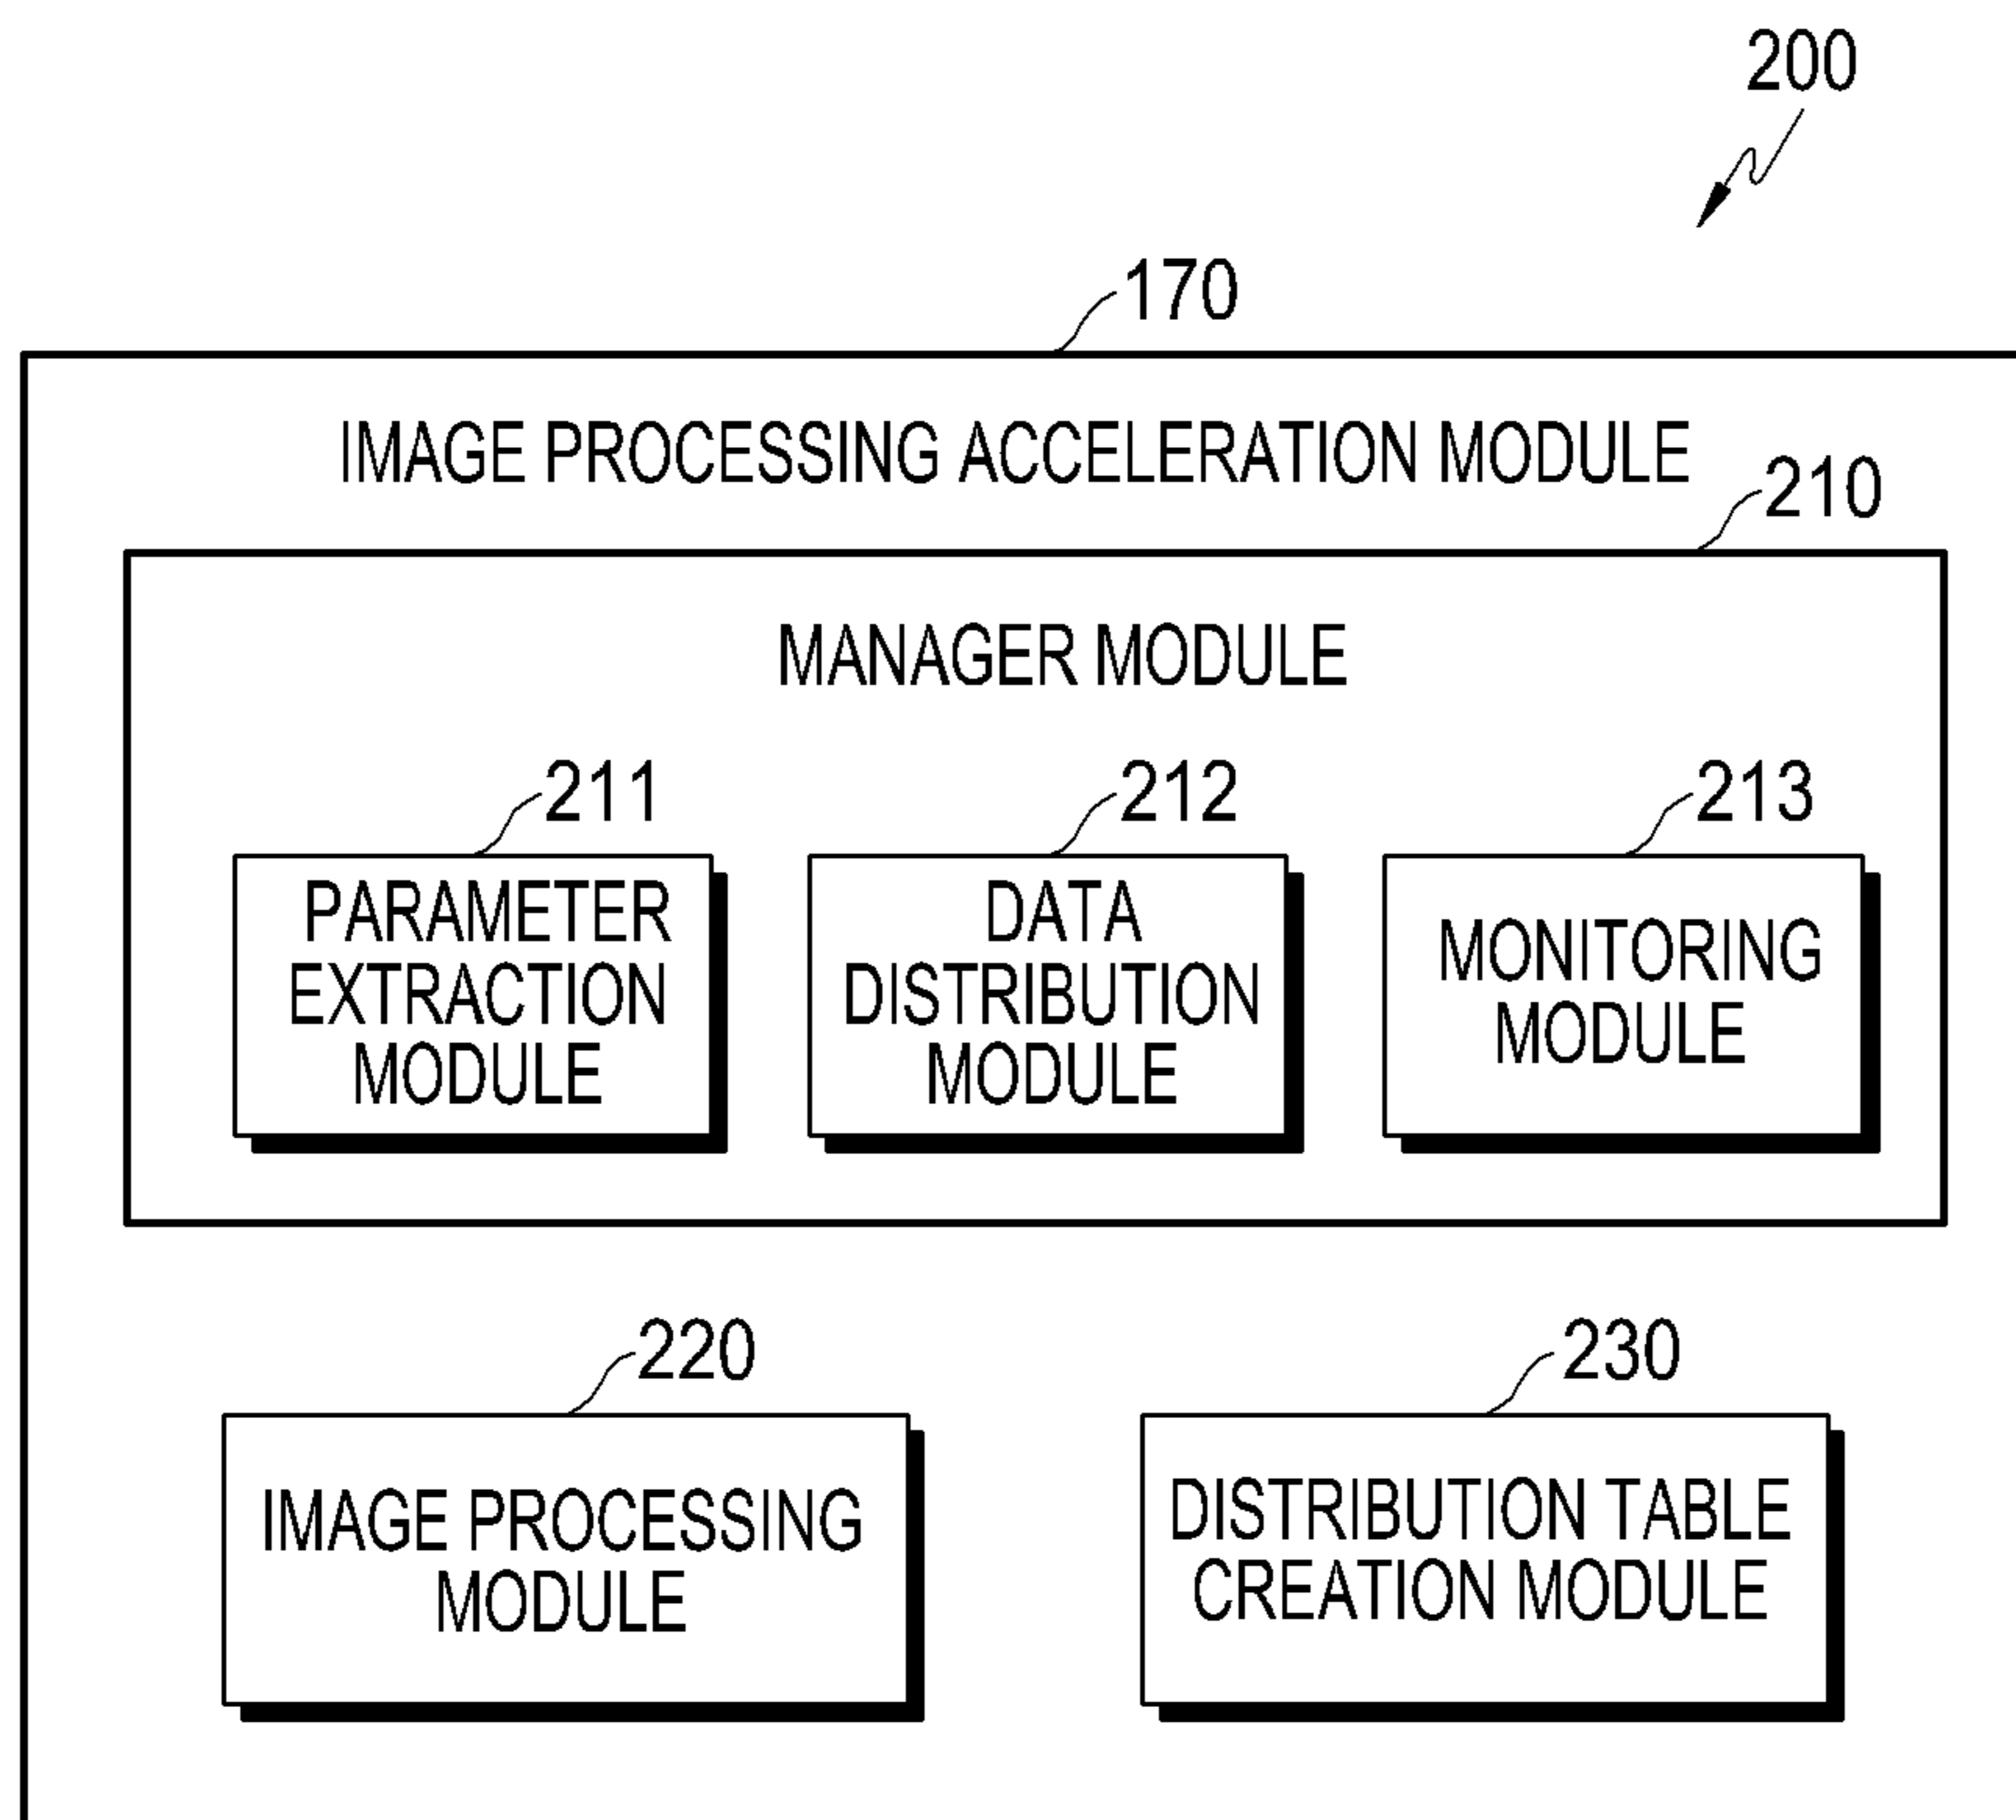 200
170
IMAGE PROCESSING ACCELERATION MODULE
210
MANAGER MODULE
211
PARAMETER
EXTRACTION
MODULE
212
DATA
DISTRIBUTION
MODULE
213
MONITORING
MODULE
220
IMAGE PROCESSING
MODULE
230
DISTRIBUTION TABLE
CREATION MODULE